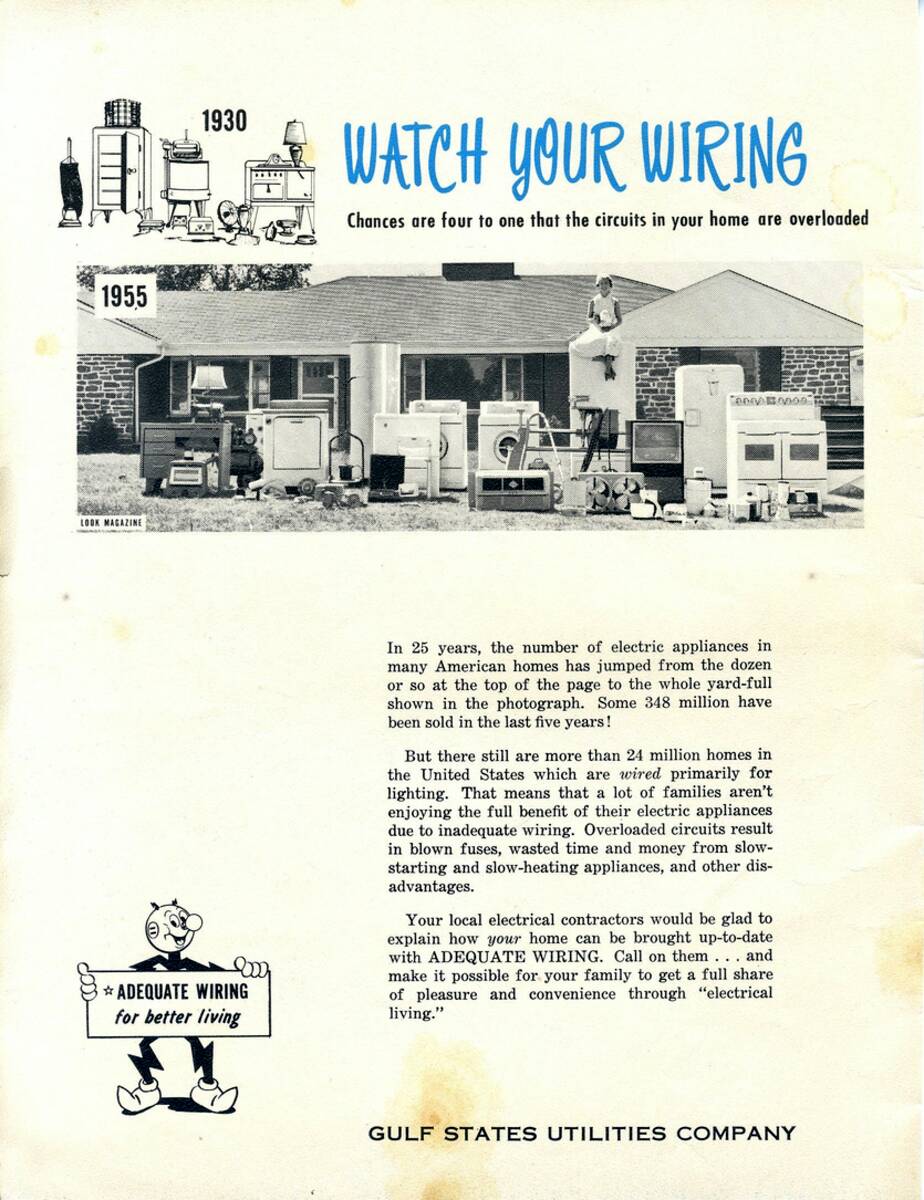 1930
WATCH YOUR WIRING
Chances are four to one that the circuits in your home are overloaded
1955
LOOK MAGAZINE
In 25 years, the number of electric appliances in
many American homes has jumped from the dozen
or so at the top of the page to the whole yard-full
shown in the photograph. Some 348 million have
been sold in the last five years!
But there still are more than 24 million homes in
the United States which are wired primarily for
lighting. That means that a lot of families aren't
enjoying the full benefit of their electric appliances
due to inadequate wiring. Overloaded circuits result
in blown fuses, wasted time and money from slow-
starting and slow-heating appliances, and other dis-
advantages.
Your local electrical contractors would be glad to
explain how your home can be brought up-to-date
with ADEQUATE WIRING. Call on them . . . and
make it possible for your family to get a full share
of pleasure and convenience through "electrical
living."
☆ ADEQUATE WIRING
for better living
GULF STATES UTILITIES COMPANY